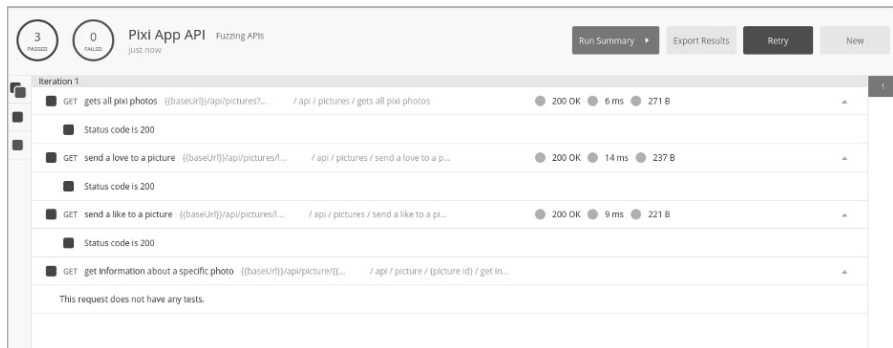 3
PASSED
0
FAILED
Pixi App API Fuzzing APIs
just now
Run Summary
Export Results
Retry
New
Iteration 1
1
GET gets all pixi photos {{baseUrl}}/api/pictures?... / api / pictures / gets all pixi photos 200 OK 6 ms 271 B
Status code is 200
GET send a love to a picture {{baseUrl}}/api/pictures/l... / api / pictures / send a love to a p... 200 OK 14 ms 237 B
Status code is 200
GET send a like to a picture {{baseUrl}}/api/pictures/l... / api / pictures / send a like to a pi... 200 OK 9 ms 221 B
Status code is 200
GET get information about a specific photo {{baseUrl}}/api/picture/{{... / api / picture / {picture id} / get in...
This request does not have any tests.